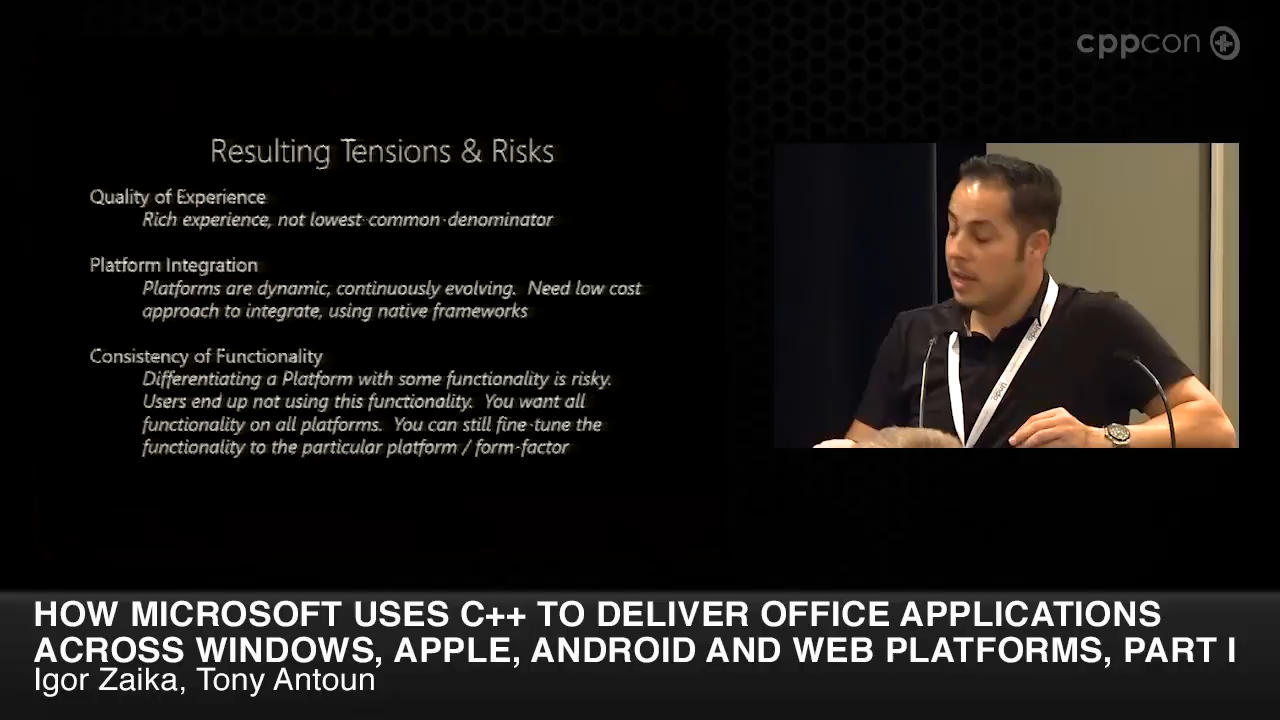 cppcon
Resulting Tensions & Risks
Quality of Experience
Rich experience, not lowest-common-denominator
Platform Integration
Platforms are dynamic, continuously evolving. Need low cost
approach to integrate, using native frameworks
Consistency of Functionality
Differentiating a Platform with some functionality is risky.
Users end up not using this functionality. You want all
functionality on all platforms. You can still fine-tune the
functionality to the particular platform / form-factor
Undo
HOW MICROSOFT USES C++ TO DELIVER OFFICE APPLICATIONS
ACROSS WINDOWS, APPLE, ANDROID AND WEB PLATFORMS, PART I
Igor Zaika, Tony Antoun